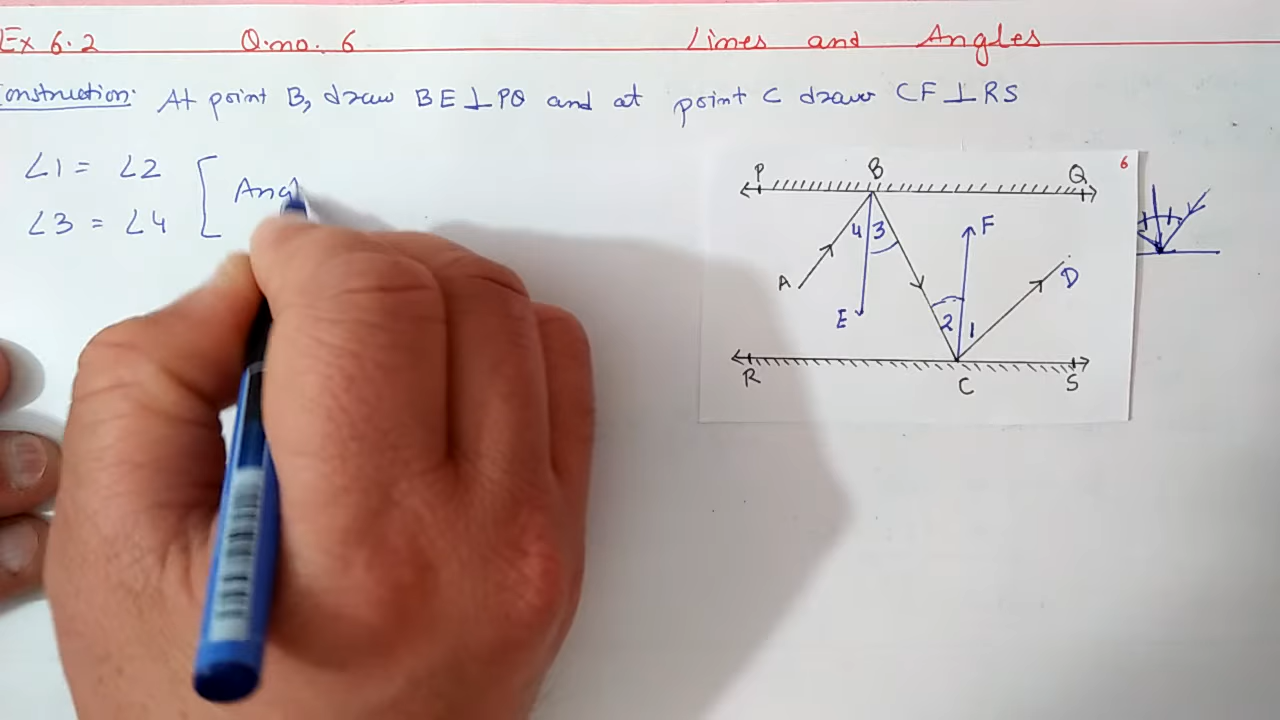 Ex 6.2 Q.no. 6 Lines and Angles
Construction: At point B, draw BE ⊥ PQ and at point C draw CF ⊥ RS
∠1 = ∠2
∠3 = ∠4 [ Ang
6
P B Q
4 3 F
A D
E 2 1
R C S